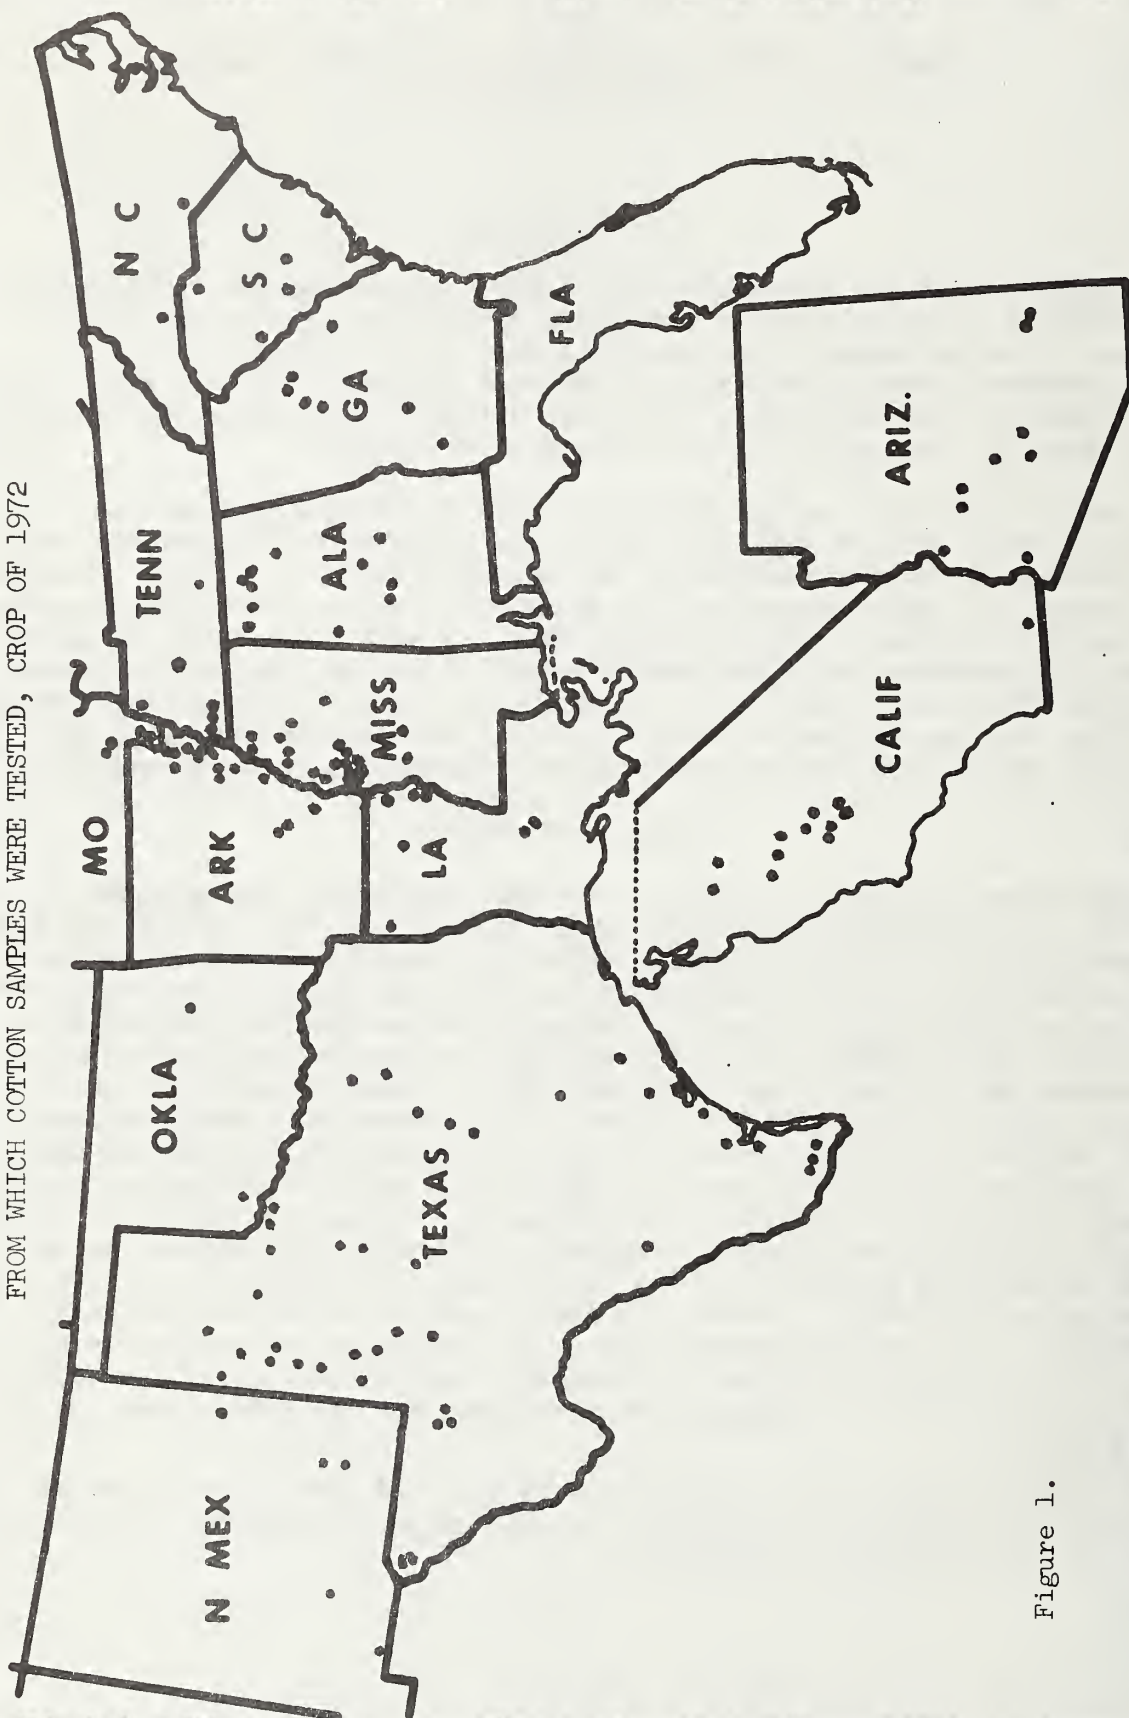 FROM WHICH COTTON SAMPLES WERE TESTED, CROP OF 1972
MO
TENN
N C
OKLA
ARK
S C
N MEX
TEXAS
LA
MISS
ALA
GA
FLA
CALIF
ARIZ.
Figure 1.